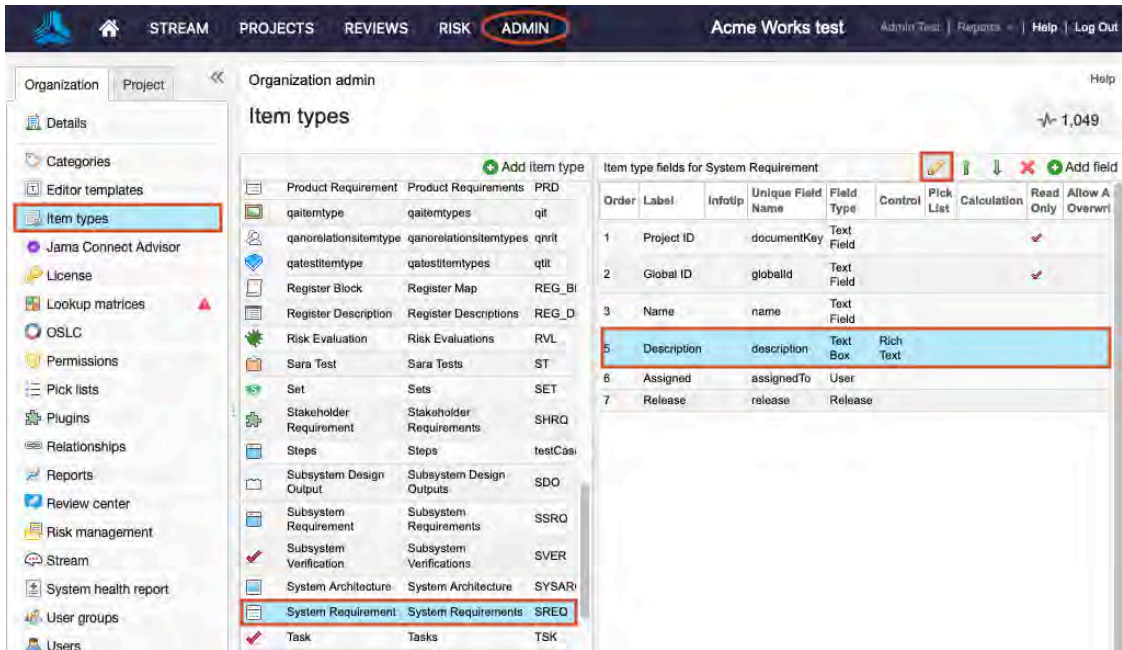 STREAM PROJECTS REVIEWS RISK ADMIN Acme Works test Admin Test | Reports | Help | Log Out
Organization Project
Details
Categories
Editor templates
Item types
Jama Connect Advisor
License
Lookup matrices
OSLC
Permissions
Pick lists
Plugins
Relationships
Reports
Review center
Risk management
Stream
System health report
User groups
Users
Organization admin Help
Item types
1,049
Add item type
Product Requirement Product Requirements PRD
qaitemtype qaitemtypes qit
qanorelationsitemtype qanorelationsitemtypes qnrit
qatestitemtype qatestitemtypes qtit
Register Block Register Map REG_Bl
Register Description Register Descriptions REG_D
Risk Evaluation Risk Evaluations RVL
Sara Test Sara Tests ST
Set Sets SET
Stakeholder Stakeholder
Requirement Requirements SHRQ
Steps Steps testCas
Subsystem Design Subsystem Design
Output Outputs SDO
Subsystem Subsystem
Requirement Requirements SSRQ
Subsystem Subsystem
Verification Verifications SVER
System Architecture System Architecture SYSAR
System Requirement System Requirements SREQ
Task Tasks TSK
Item type fields for System Requirement Add field
Order Label Infotip Unique Field Name Field Type Control Pick List Calculation Read Only Allow A Overwri
1 Project ID documentKey Text Field
2 Global ID globalId Text Field
3 Name name Text Field
5 Description description Text Box Rich Text
6 Assigned assignedTo User
7 Release release Release